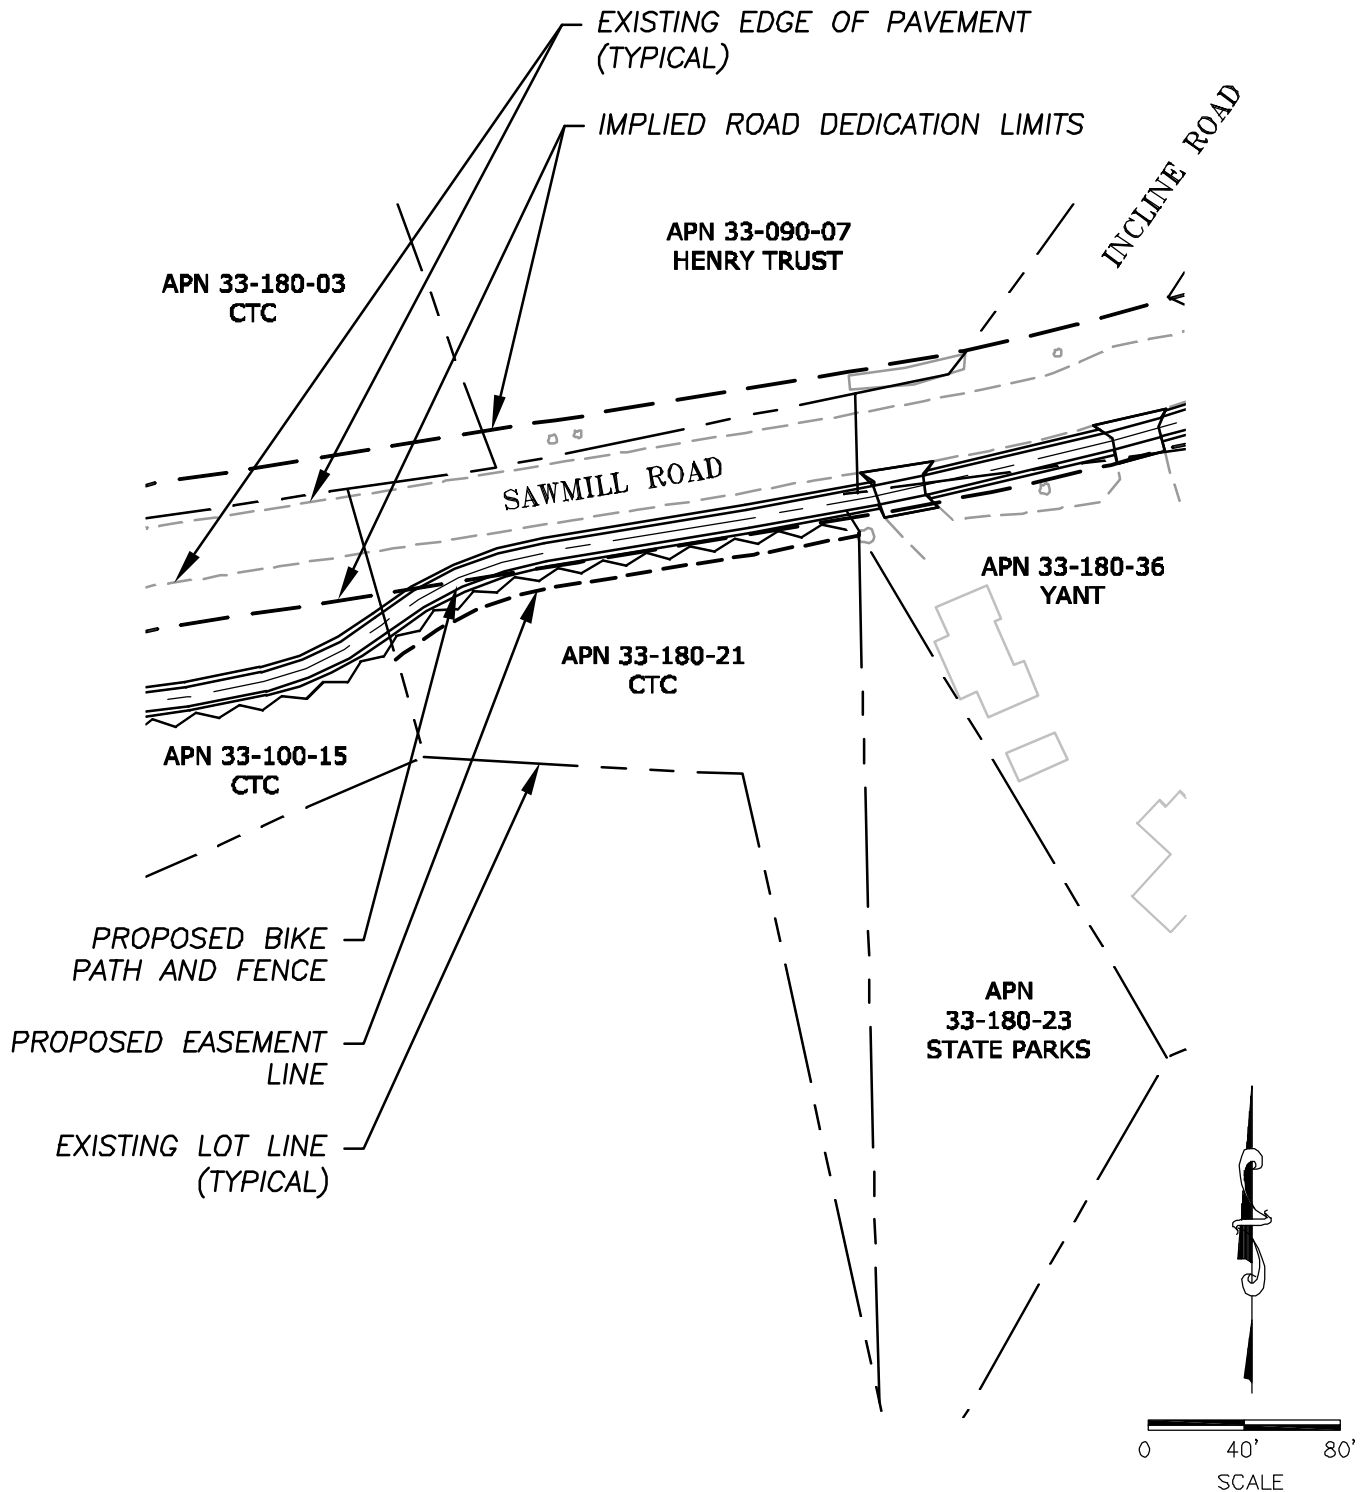 EXISTING EDGE OF PAVEMENT
(TYPICAL)
IMPLIED ROAD DEDICATION LIMITS
INCLINE ROAD
APN 33-090-07
HENRY TRUST
APN 33-180-03
CTC
SAWMILL ROAD
APN 33-180-36
YANT
APN 33-180-21
CTC
APN 33-100-15
CTC
PROPOSED BIKE
PATH AND FENCE
PROPOSED EASEMENT
LINE
EXISTING LOT LINE
(TYPICAL)
APN
33-180-23
STATE PARKS
0 40' 80'
SCALE